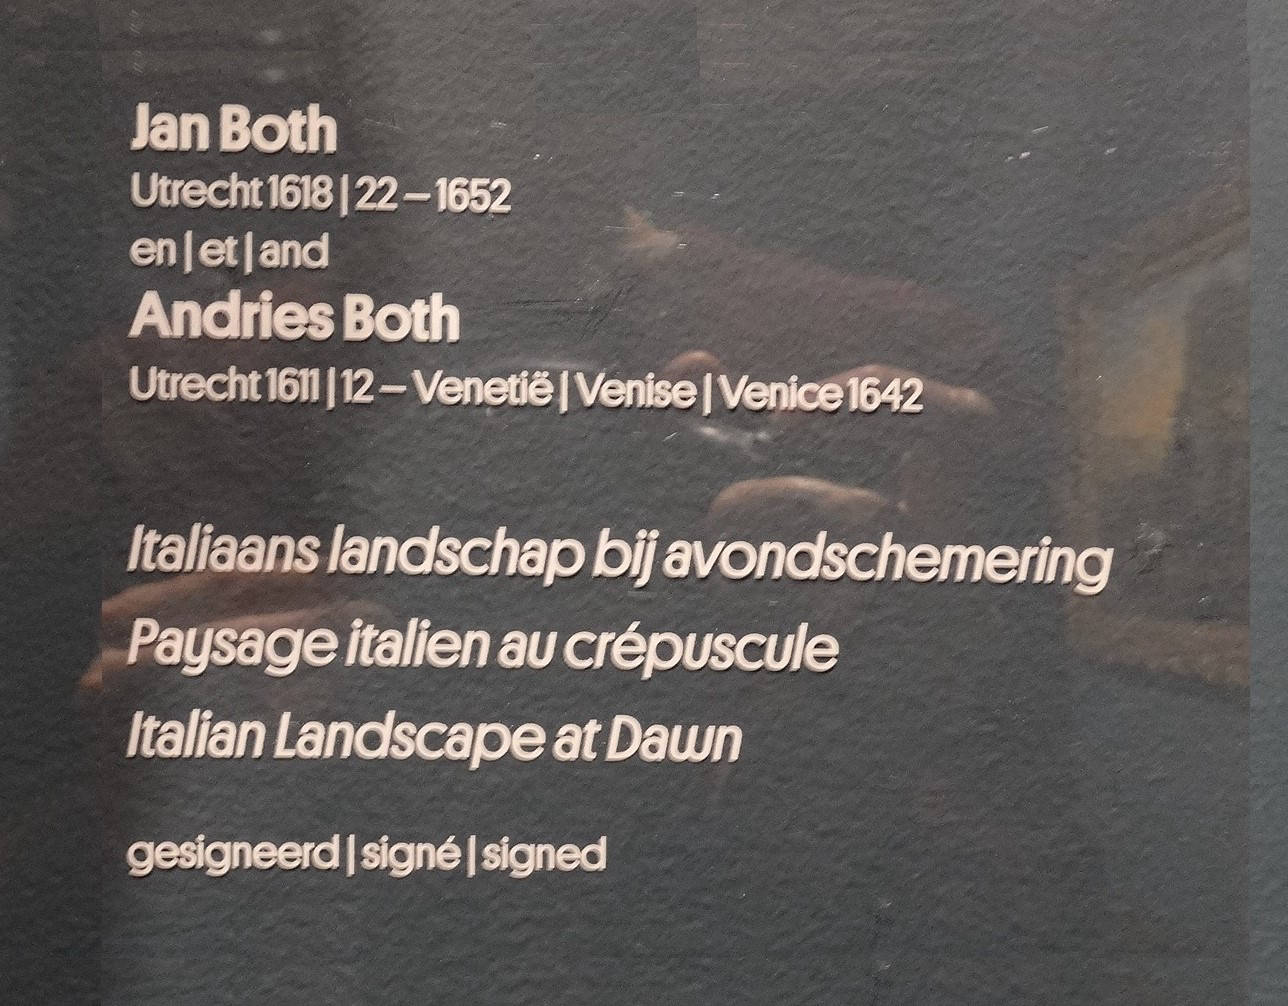 Jan Both
Utrecht 1618 | 22 – 1652
en | et | and
Andries Both
Utrecht 1611 | 12 – Venetië | Venise | Venice 1642
Italiaans landschap bij avondschemering
Paysage italien au crépuscule
Italian Landscape at Dawn
gesigneerd | signé | signed